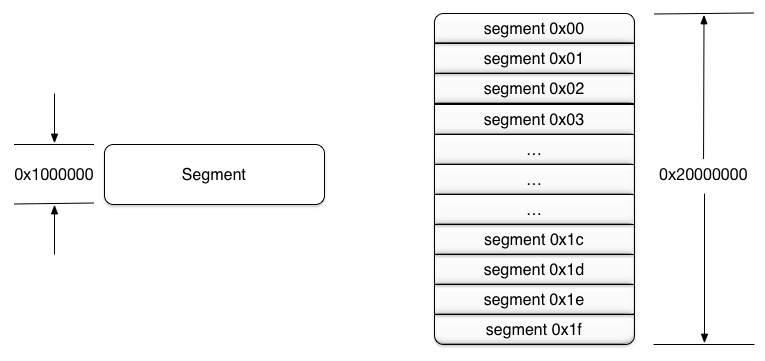 0x1000000
Segment
segment 0x00
segment 0x01
segment 0x02
segment 0x03
...
...
...
segment 0x1c
segment 0x1d
segment 0x1e
segment 0x1f
0x20000000